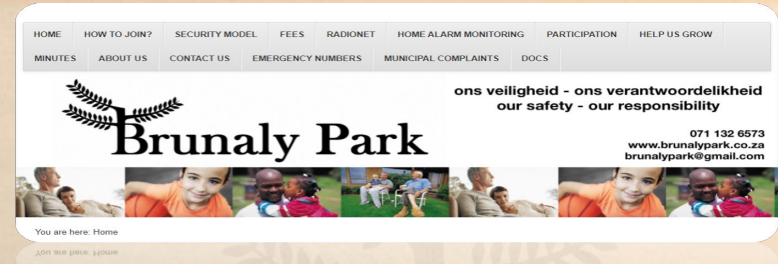 HOME HOW TO JOIN? SECURITY MODEL FEES RADIONET HOME ALARM MONITORING PARTICIPATION HELP US GROW
MINUTES ABOUT US CONTACT US EMERGENCY NUMBERS MUNICIPAL COMPLAINTS DOCS
ons veiligheid - ons verantwoordelikheid
our safety - our responsibility
Brunaly Park
071 132 6573
www.brunalypark.co.za
brunalypark@gmail.com
You are here: Home